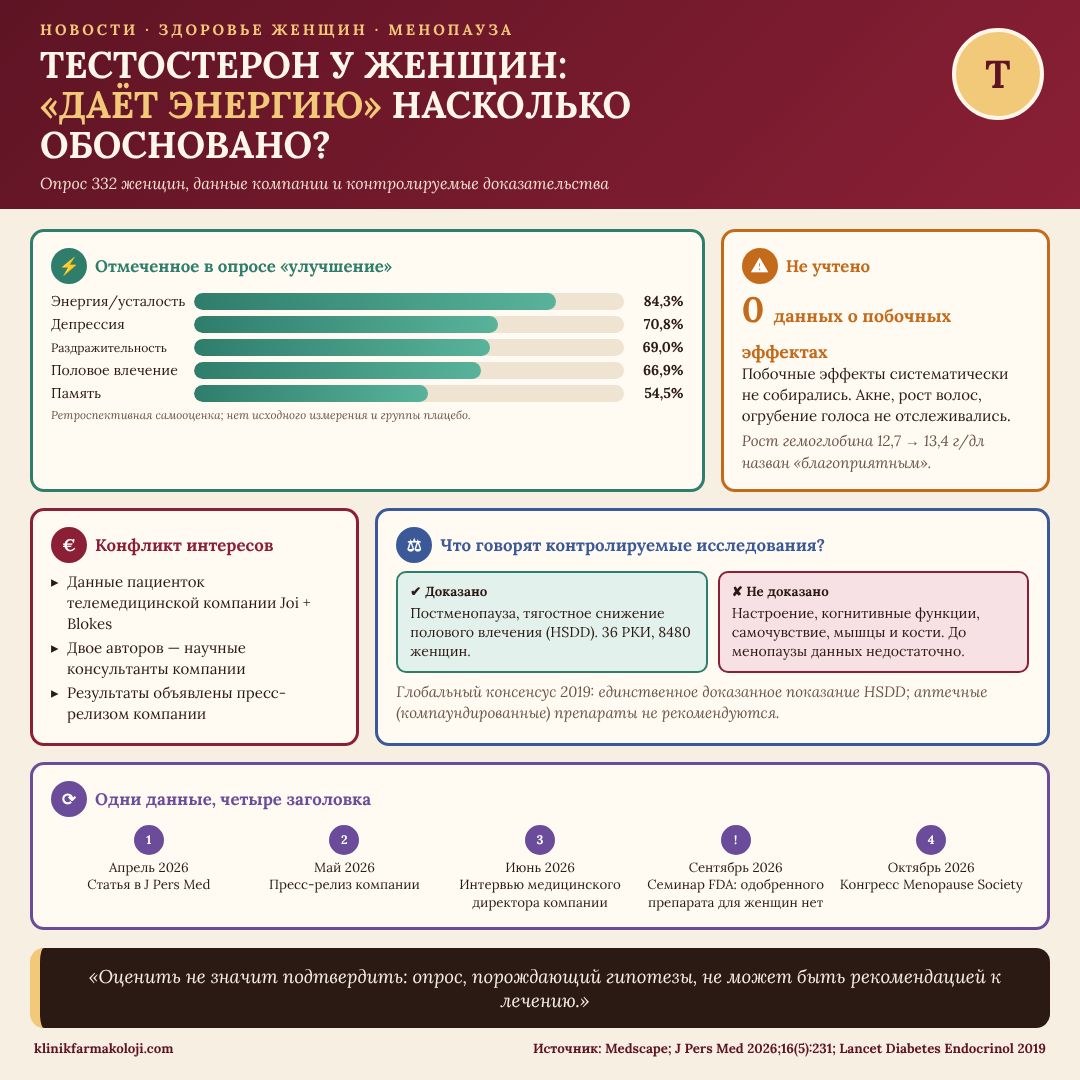 НОВОСТИ · ЗДОРОВЬЕ ЖЕНЩИН · МЕНОПАУЗА
ТЕСТОСТЕРОН У ЖЕНЩИН:
«ДАЁТ ЭНЕРГИЮ» НАСКОЛЬКО
ОБОСНОВАНО?
Опрос 332 женщин, данные компании и контролируемые доказательства
T
⚡ Отмеченное в опросе «улучшение»
Энергия/усталость 84,3%
Депрессия 70,8%
Раздражительность 69,0%
Половое влечение 66,9%
Память 54,5%
Ретроспективная самооценка; нет исходного измерения и группы плацебо.
Не учтено
0 данных о побочных
эффектах
Побочные эффекты систематически
не собирались. Акне, рост волос,
огрубение голоса не отслеживались.
Рост гемоглобина 12,7 → 13,4 г/дл
назван «благоприятным».
€ Конфликт интересов
▸ Данные пациенток
телемедицинской компании Joi +
Blokes
▸ Двое авторов — научные
консультанты компании
▸ Результаты объявлены пресс-
релизом компании
⚖ Что говорят контролируемые исследования?
✔ Доказано
Постменопауза, тягостное снижение
полового влечения (HSDD). 36 РКИ, 8480
женщин.
✘ Не доказано
Настроение, когнитивные функции,
самочувствие, мышцы и кости. До
менопаузы данных недостаточно.
Глобальный консенсус 2019: единственное доказанное показание HSDD; аптечные
(компаундированные) препараты не рекомендуются.
⟳ Одни данные, четыре заголовка
1
Апрель 2026
Статья в J Pers Med
2
Май 2026
Пресс-релиз компании
3
Июнь 2026
Интервью медицинского
директора компании
!
Сентябрь 2026
Семинар FDA: одобренного
препарата для женщин нет
4
Октябрь 2026
Конгресс Menopause Society
«Оценить не значит подтвердить: опрос, порождающий гипотезы, не может быть рекомендацией к
лечению.»
klinikfarmakoloji.com
Источник: Medscape; J Pers Med 2026;16(5):231; Lancet Diabetes Endocrinol 2019